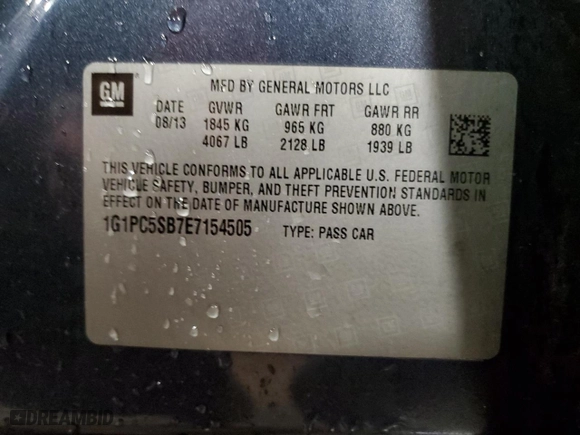 GM
MFD BY GENERAL MOTORS LLC
DATE GVWR GAWR FRT GAWR RR
08/13 1845 KG 965 KG 880 KG
4067 LB 2128 LB 1939 LB
THIS VEHICLE CONFORMS TO ALL APPLICABLE U.S. FEDERAL MOTOR
VEHICLE SAFETY, BUMPER, AND THEFT PREVENTION STANDARDS IN
EFFECT ON THE DATE OF MANUFACTURE SHOWN ABOVE.
1G1PC5SB7E7154505 TYPE: PASS CAR
DREAMBID